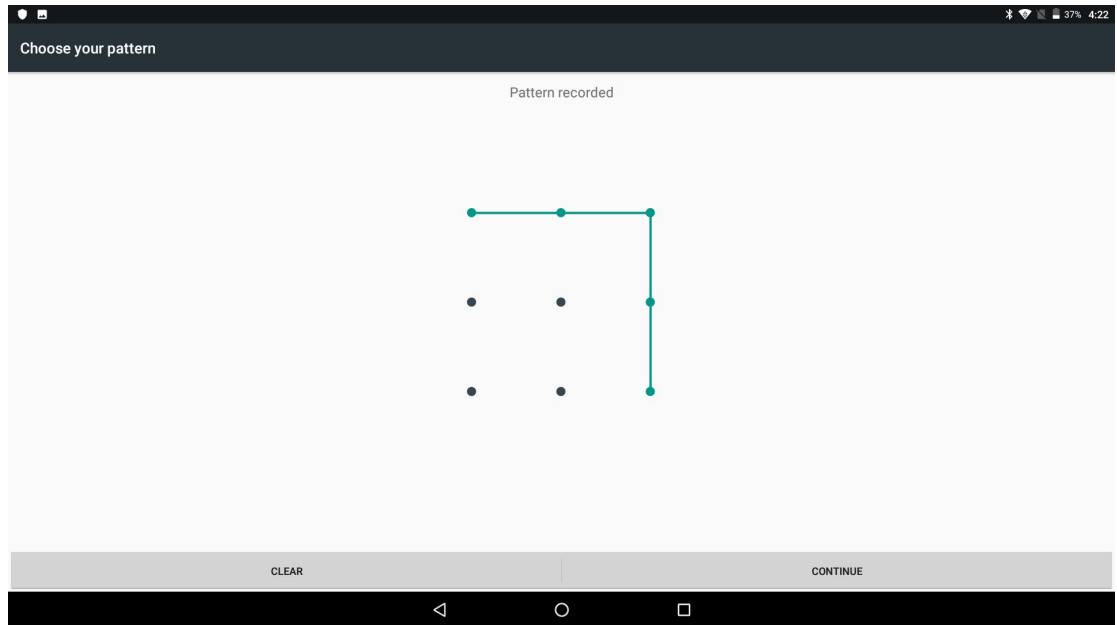 37% 4:22
Choose your pattern
Pattern recorded
CLEAR CONTINUE